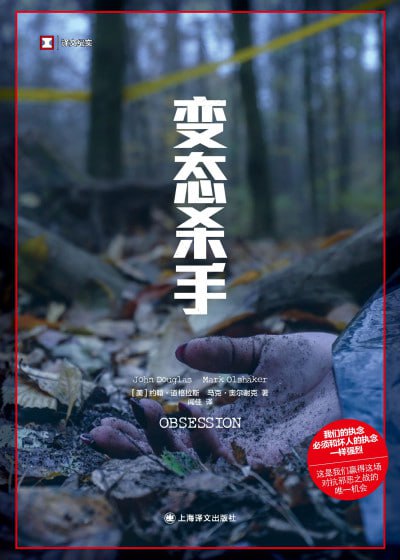 译文纪实
变态杀手
John Douglas Mark Olshaker
[美]约翰·道格拉斯 马克·奥尔谢克 著
闻佳 译
OBSESSION
我们的执念
必须和坏人的执念
一样强烈
这是我们赢得这场
对抗邪恶之战的
唯一机会
上海译文出版社